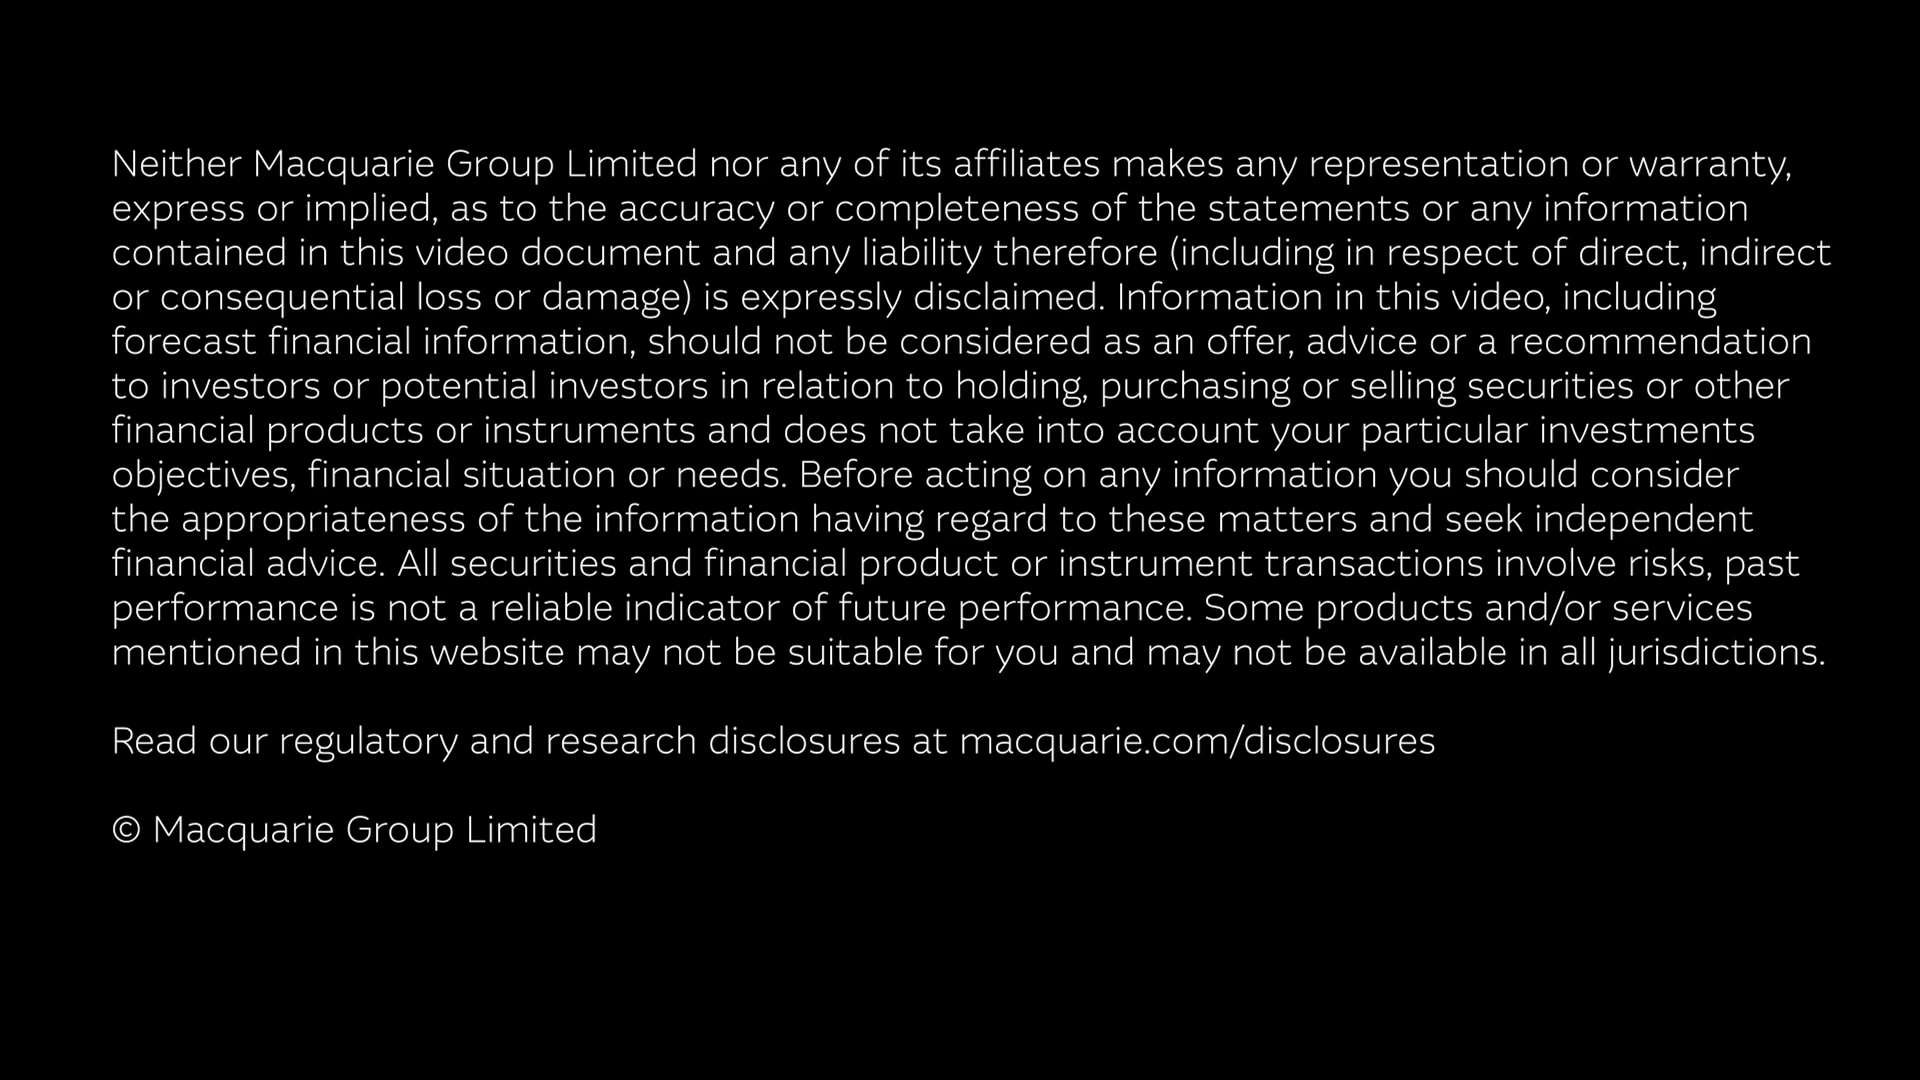 Neither Macquarie Group Limited nor any of its affiliates makes any representation or warranty,
express or implied, as to the accuracy or completeness of the statements or any information
contained in this video document and any liability therefore (including in respect of direct, indirect
or consequential loss or damage) is expressly disclaimed. Information in this video, including
forecast financial information, should not be considered as an offer, advice or a recommendation
to investors or potential investors in relation to holding, purchasing or selling securities or other
financial products or instruments and does not take into account your particular investments
objectives, financial situation or needs. Before acting on any information you should consider
the appropriateness of the information having regard to these matters and seek independent
financial advice. All securities and financial product or instrument transactions involve risks, past
performance is not a reliable indicator of future performance. Some products and/or services
mentioned in this website may not be suitable for you and may not be available in all jurisdictions.
Read our regulatory and research disclosures at macquarie.com/disclosures
© Macquarie Group Limited